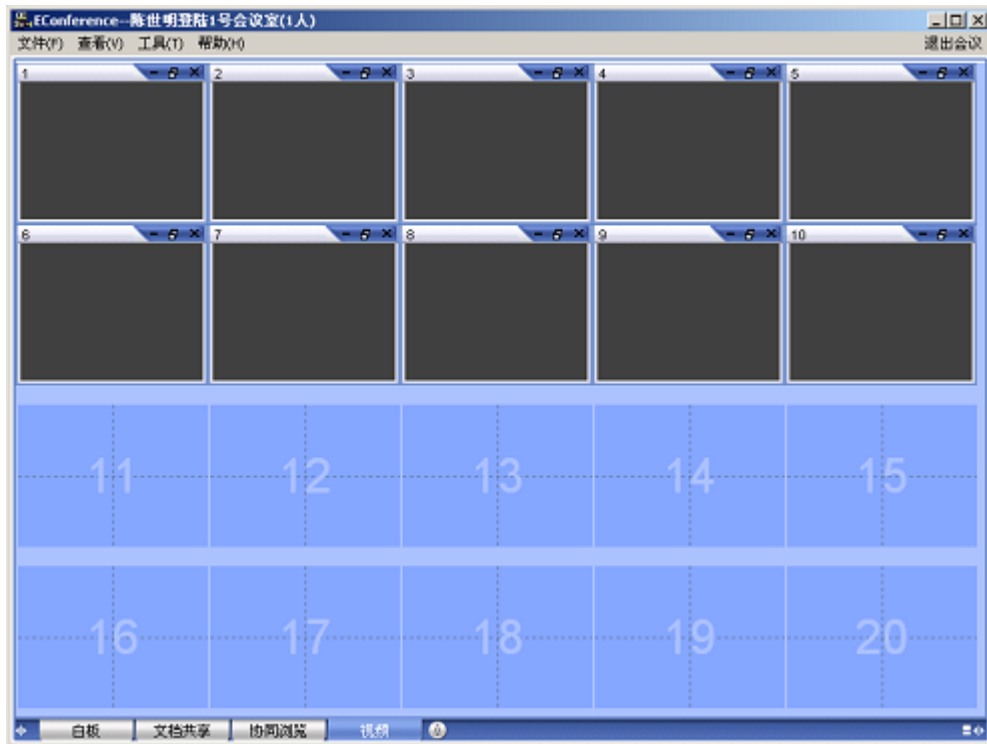 EConference--陈世明登陆1号会议室(1人)
文件(F) 查看(V) 工具(T) 帮助(H) 退出会议
1 2 3 4 5
6 7 8 9 10
11 12 13 14 15
16 17 18 19 20
白板 文档共享 协同浏览 视频